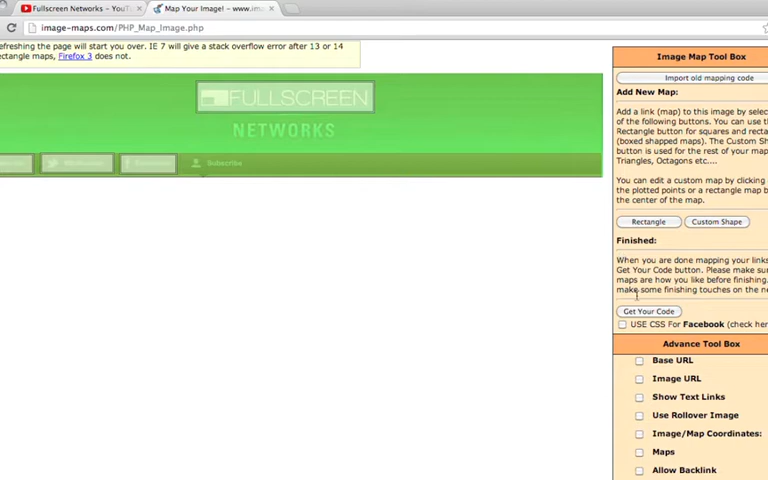 Fullscreen Networks – YouT
Map Your Image! – www.im
image-maps.com/PHP_Map_Image.php
efreshing the page will start you over. IE 7 will give a stack overflow error after 13 or 14
ectangle maps, Firefox 3 does not.
FULLSCREEN
NETWORKS
Subscribe
Image Map Tool Box
Import old mapping code
Add New Map:
Add a link (map) to this image by selec
of the following buttons. You can use th
Rectangle button for squares and recta
(boxed shapped maps). The Custom Sh
button is used for the rest of your map
Triangles, Octagons etc....
You can edit a custom map by clicking
the plotted points or a rectangle map b
the center of the map.
Rectangle
Custom Shape
Finished:
When you are done mapping your links
Get Your Code button. Please make su
maps are how you like before finishing.
make some finishing touches on the ne
Get Your Code
USE CSS For Facebook (check her
Advance Tool Box
Base URL
Image URL
Show Text Links
Use Rollover Image
Image/Map Coordinates:
Maps
Allow Backlink